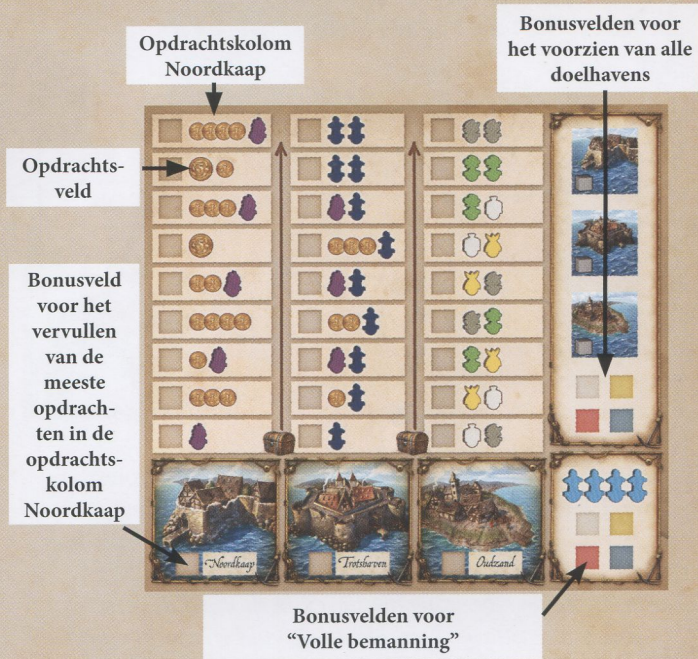 Opdrachtskolom
Noordkaap
Bonusvelden voor
het voorzien van alle
doelhavens
Opdrachts-
veld
Bonusveld
voor het
vervullen
van de
meeste
opdrach-
ten in de
opdrachts-
kolom
Noordkaap
Noordkaap
Trotshaven
Oudzand
Bonusvelden voor
“Volle bemanning”